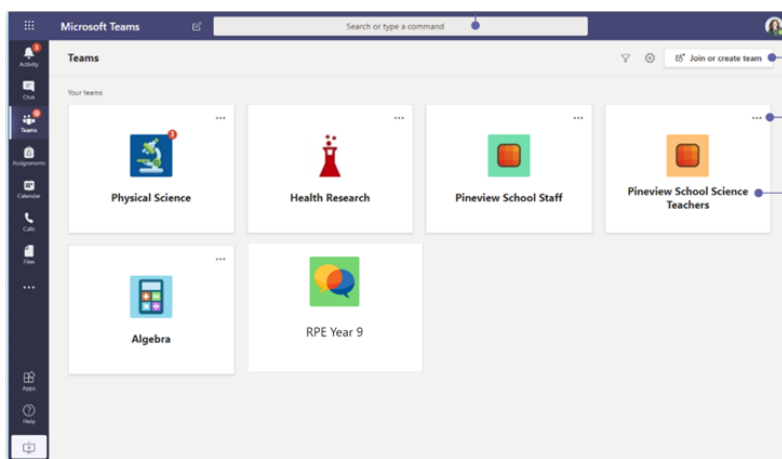 Microsoft Teams
Search or type a command
Activity
Chat
Teams
Assignments
Calendar
Calls
Files
Apps
Help
Teams
Join or create team
Your teams
3
Physical Science
Health Research
Pineview School Staff
Pineview School Science
Teachers
Algebra
RPE Year 9